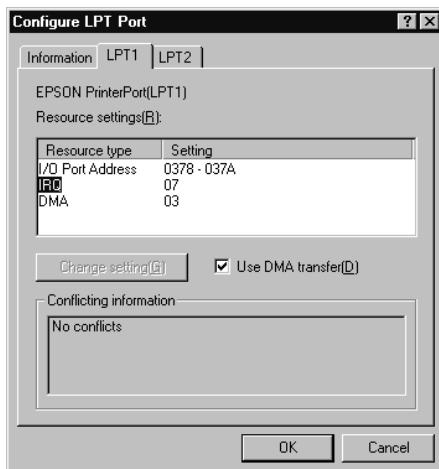 Configure LPT Port
Information LPT1 LPT2
EPSON PrinterPort(LPT1)
Resource settings(R):
Resource type Setting
I/O Port Address 0378 - 037A
IRQ 07
DMA 03
Change setting(G) Use DMA transfer(D)
Conflicting information
No conflicts
OK Cancel